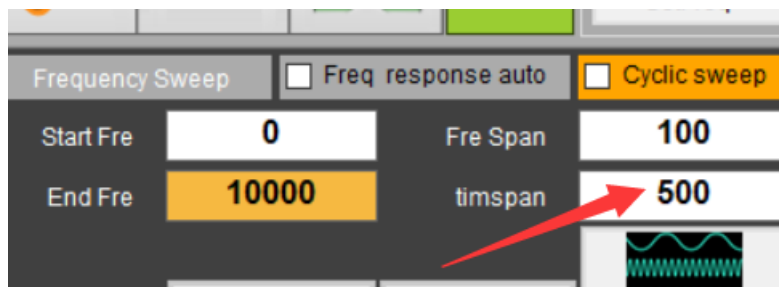 Frequency Sweep Freq response auto Cyclic sweep
Start Fre 0 Fre Span 100
End Fre 10000 timspan 500